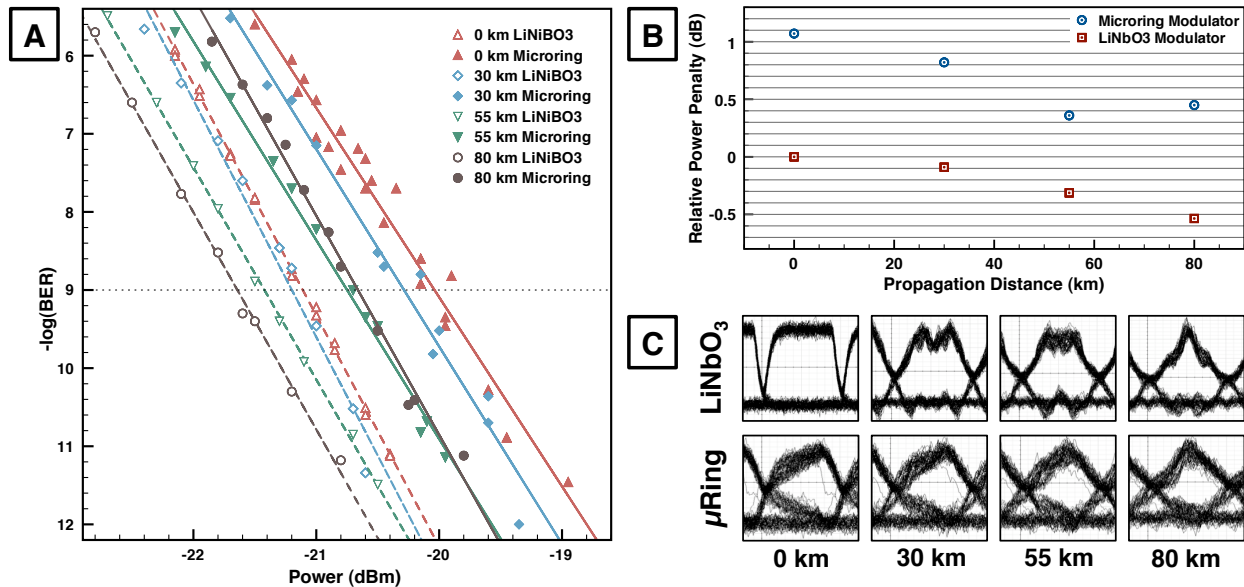 A
0 km LiNiBO3
0 km Microring
30 km LiNiBO3
30 km Microring
55 km LiNiBO3
55 km Microring
80 km LiNiBO3
80 km Microring
6
7
8
9
10
11
12
-log(BER)
-22
-21
-20
-19
Power (dBm)
B
Microring Modulator
LiNbO3 Modulator
1
0.5
0
-0.5
Relative Power Penalty (dB)
0
20
40
60
80
Propagation Distance (km)
C
LiNbO₃
µRing
0 km
30 km
55 km
80 km